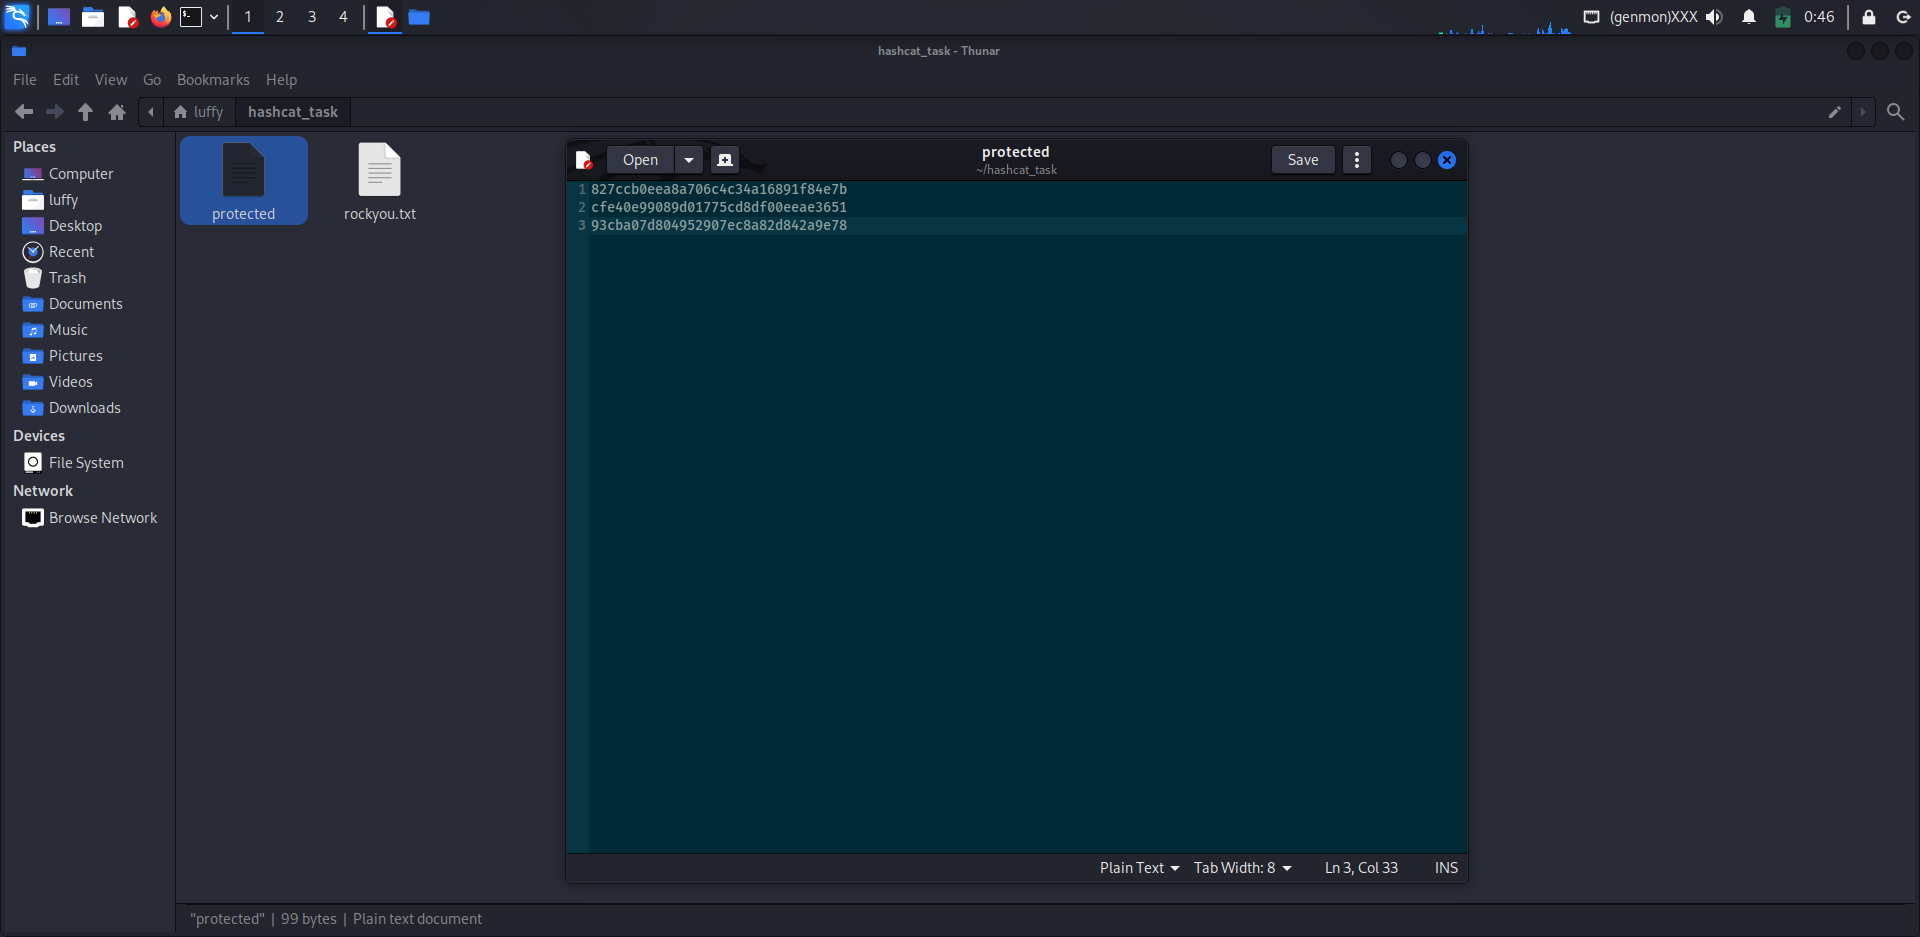 1 2 3 4 (genmon)XXX 0:46
hashcat_task - Thunar
File Edit View Go Bookmarks Help
luffy hashcat_task
Places
Computer
luffy
Desktop
Recent
Trash
Documents
Music
Pictures
Videos
Downloads
Devices
File System
Network
Browse Network
protected
rockyou.txt
Open
protected
~/hashcat_task
Save
1 827ccb0eea8a706c4c34a16891f84e7b
2 cfe40e99089d01775cd8df00eeae3651
3 93cba07d804952907ec8a82d842a9e78
Plain Text Tab Width: 8 Ln 3, Col 33 INS
"protected" | 99 bytes | Plain text document